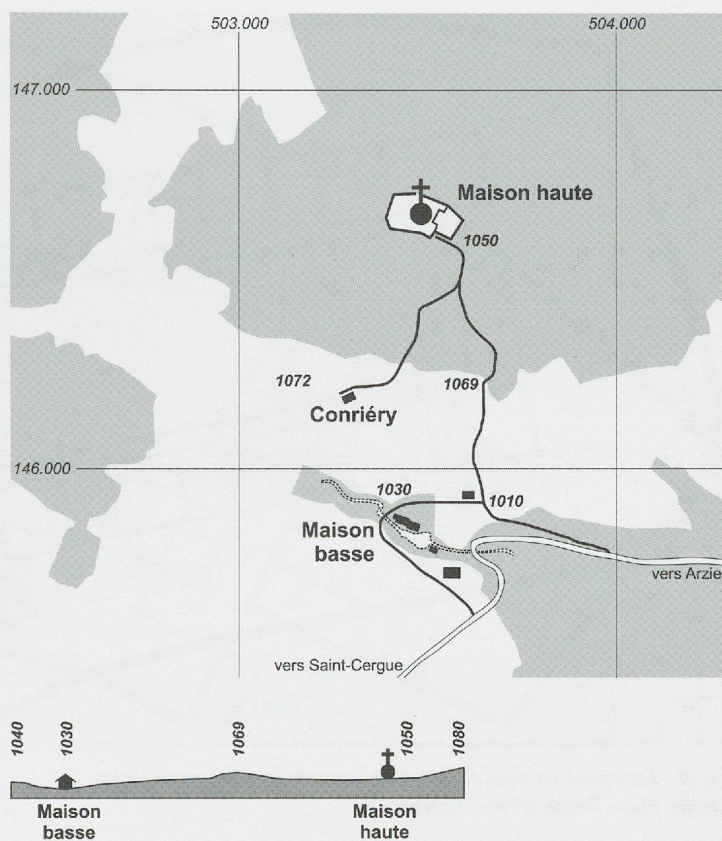 503.000
504.000
147.000
Maison haute
1050
1072
1069
Conriéry
146.000
1030
1010
Maison
basse
vers Arzie
vers Saint-Cergue
1040
1030
1069
1050
1080
Maison
basse
Maison
haute